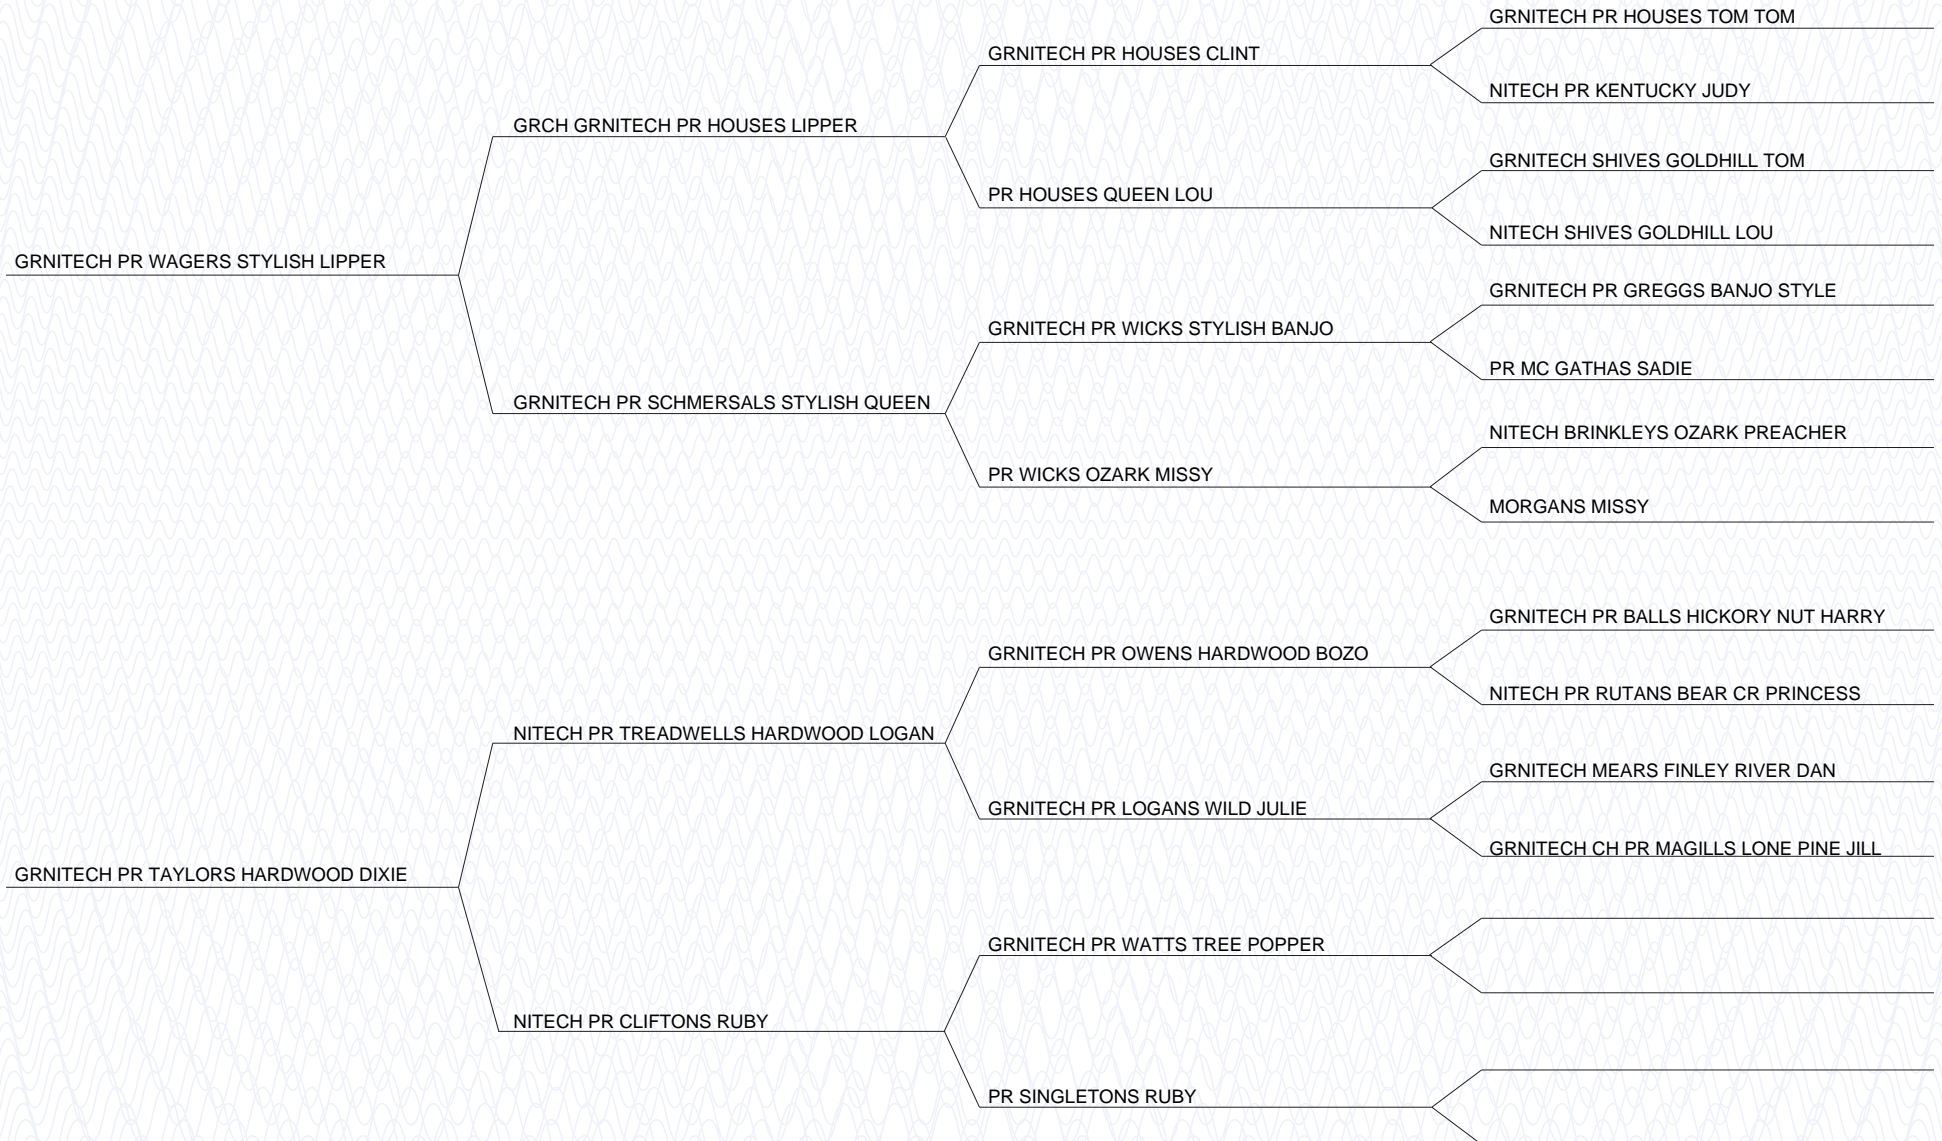 GRNITECH PR HOUSES TOM TOM
GRNITECH PR HOUSES CLINT
NITECH PR KENTUCKY JUDY
GRCH GRNITECH PR HOUSES LIPPER
GRNITECH SHIVES GOLDHILL TOM
PR HOUSES QUEEN LOU
NITECH SHIVES GOLDHILL LOU
GRNITECH PR WAGERS STYLISH LIPPER
GRNITECH PR GREGGS BANJO STYLE
GRNITECH PR WICKS STYLISH BANJO
PR MC GATHAS SADIE
GRNITECH PR SCHMERSALS STYLISH QUEEN
NITECH BRINKLEYS OZARK PREACHER
PR WICKS OZARK MISSY
MORGANS MISSY
GRNITECH PR BALLS HICKORY NUT HARRY
GRNITECH PR OWENS HARDWOOD BOZO
NITECH PR RUTANS BEAR CR PRINCESS
NITECH PR TREADWELLS HARDWOOD LOGAN
GRNITECH MEARS FINLEY RIVER DAN
GRNITECH PR LOGANS WILD JULIE
GRNITECH CH PR MAGILLS LONE PINE JILL
GRNITECH PR TAYLORS HARDWOOD DIXIE
GRNITECH PR WATTS TREE POPPER
NITECH PR CLIFTONS RUBY
PR SINGLETONS RUBY